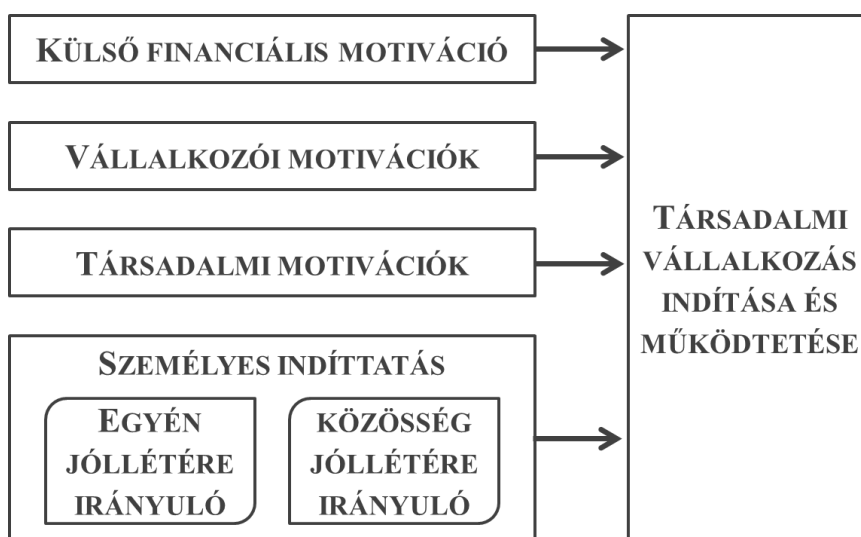 KÜLSŐ FINANCIÁLIS MOTIVÁCIÓ
VÁLLALKOZÓI MOTIVÁCIÓK
TÁRSADALMI MOTIVÁCIÓK
SZEMÉLYES INDÍTTATÁS
EGYÉN
JÓLLÉTÉRE
IRÁNYULÓ
KÖZÖSSÉG
JÓLLÉTÉRE
IRÁNYULÓ
TÁRSADALMI
VÁLLALKOZÁS
INDÍTÁSA ÉS
MŰKÖDTETÉSE